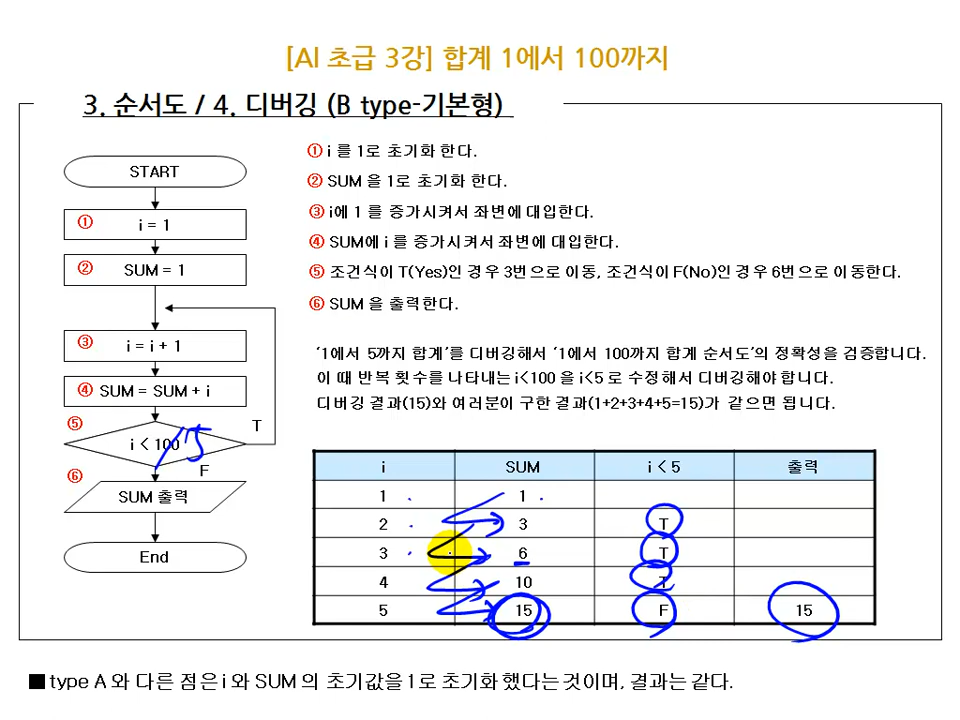 [AI 초급 3강] 합계 1에서 100까지
3. 순서도 / 4. 디버깅 (B type-기본형)
START
① i = 1
② SUM = 1
③ i = i + 1
④ SUM = SUM + i
⑤ i < 100 T
5
F
⑥ SUM 출력
End
① i 를 1로 초기화 한다.
② SUM 을 1로 초기화 한다.
③ i에 1 를 증가시켜서 좌변에 대입한다.
④ SUM에 i 를 증가시켜서 좌변에 대입한다.
⑤ 조건식이 T(Yes)인 경우 3번으로 이동, 조건식이 F(No)인 경우 6번으로 이동한다.
⑥ SUM 을 출력한다.
'1에서 5까지 합계'를 디버깅해서 '1에서 100까지 합계 순서도'의 정확성을 검증합니다.
이 때 반복 횟수를 나타내는 i<100 을 i<5 로 수정해서 디버깅해야 합니다.
디버깅 결과(15)와 여러분이 구한 결과(1+2+3+4+5=15)가 같으면 됩니다.
i SUM i < 5 출력
1 1
2 3 T
3 6 T
4 10 T
5 15 F 15
■ type A 와 다른 점은 i 와 SUM 의 초기값을 1로 초기화 했다는 것이며, 결과는 같다.